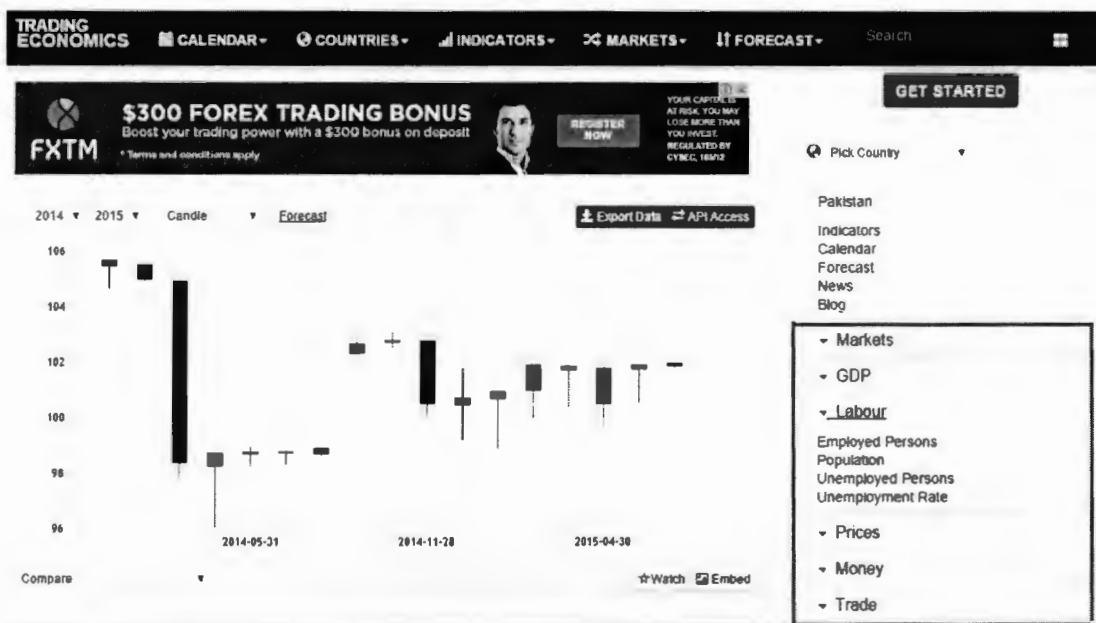 TRADING
ECONOMICS
CALENDAR
COUNTRIES
INDICATORS
MARKETS
FORECAST
Search
FXTM
$300 FOREX TRADING BONUS
Boost your trading power with a $300 bonus on deposit
* Terms and conditions apply
REGISTER
NOW
YOUR CAPITAL IS
AT RISK. YOU MAY
LOSE MORE THAN
YOU INVEST.
REGULATED BY
GET STARTED
Pick Country
2014
2015
Candle
Forecast
Export Data
API Access
106
104
102
100
98
96
2014-05-31
2014-11-28
2015-04-30
Compare
Watch
Embed
Pakistan
Indicators
Calendar
Forecast
News
Blog
Markets
GDP
Labour
Employed Persons
Population
Unemployed Persons
Unemployment Rate
Prices
Money
Trade